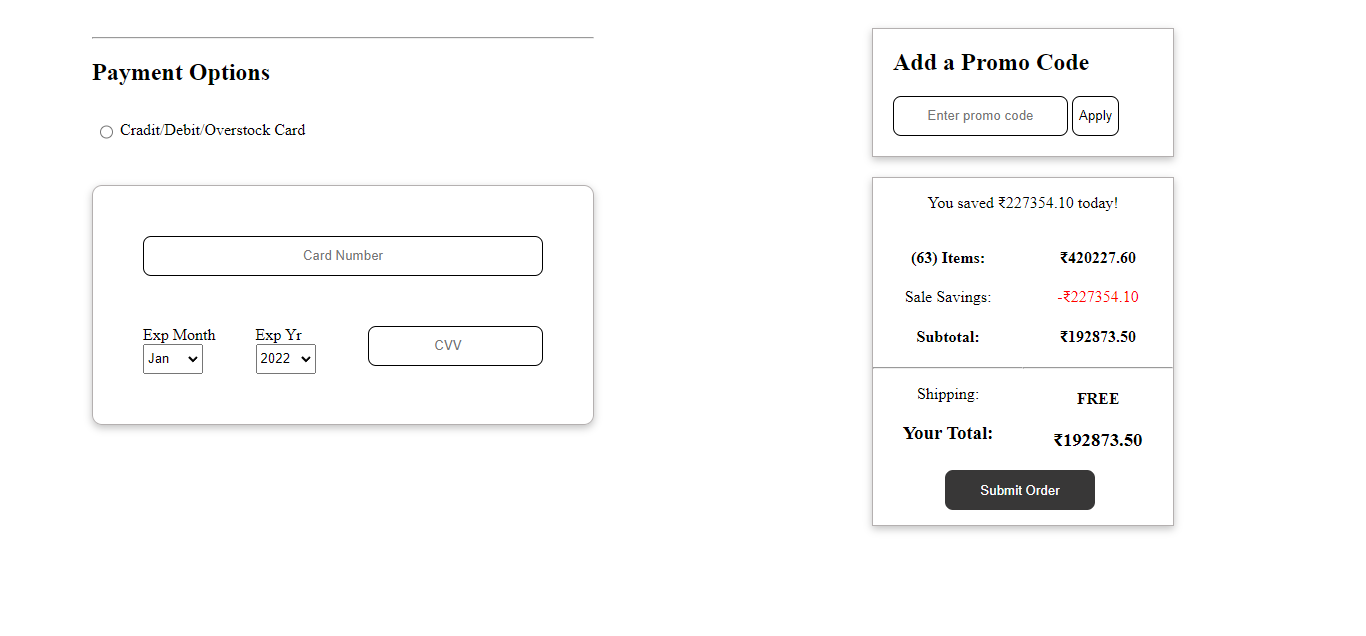 Payment Options
Cradit/Debit/Overstock Card
Card Number
Exp Month Exp Yr
Jan 2022 CVV
Add a Promo Code
Enter promo code Apply
You saved ₹227354.10 today!
(63) Items: ₹420227.60
Sale Savings: -₹227354.10
Subtotal: ₹192873.50
Shipping: FREE
Your Total: ₹192873.50
Submit Order